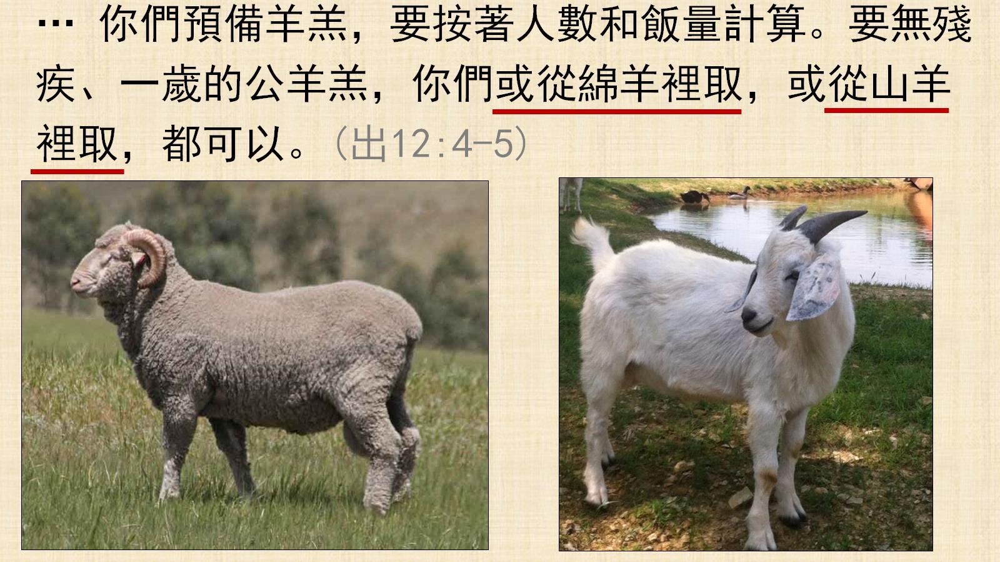 … 你們預備羊羔，要按著人數和飯量計算。要無殘
疾、一歲的公羊羔，你們或從綿羊裡取，或從山羊
裡取，都可以。(出12:4-5)